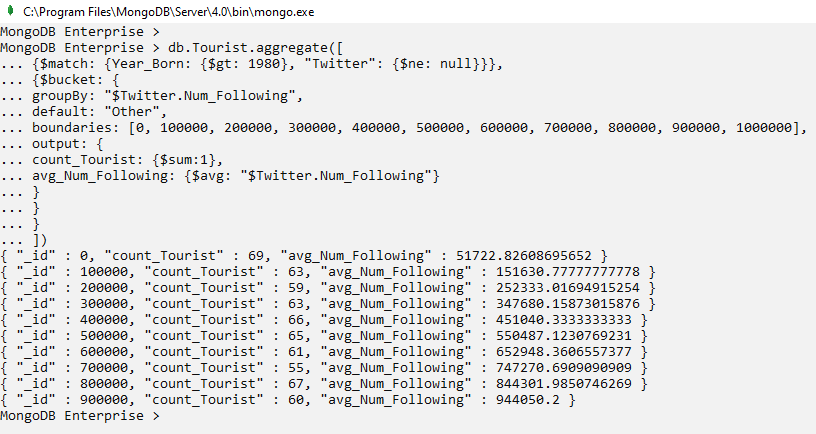 C:\Program Files\MongoDB\Server\4.0\bin\mongo.exe
MongoDB Enterprise >
MongoDB Enterprise > db.Tourist.aggregate([
... {$match: {Year_Born: {$gt: 1980}, "Twitter": {$ne: null}}},
... {$bucket: {
... groupBy: "$Twitter.Num_Following",
... default: "Other",
... boundaries: [0, 100000, 200000, 300000, 400000, 500000, 600000, 700000, 800000, 900000, 1000000],
... output: {
... count_Tourist: {$sum:1},
... avg_Num_Following: {$avg: "$Twitter.Num_Following"}
... }
... }
... }
... ])
{ "_id" : 0, "count_Tourist" : 69, "avg_Num_Following" : 51722.82608695652 }
{ "_id" : 100000, "count_Tourist" : 63, "avg_Num_Following" : 151630.77777777778 }
{ "_id" : 200000, "count_Tourist" : 59, "avg_Num_Following" : 252333.01694915254 }
{ "_id" : 300000, "count_Tourist" : 63, "avg_Num_Following" : 347680.15873015876 }
{ "_id" : 400000, "count_Tourist" : 66, "avg_Num_Following" : 451040.3333333333 }
{ "_id" : 500000, "count_Tourist" : 65, "avg_Num_Following" : 550487.1230769231 }
{ "_id" : 600000, "count_Tourist" : 61, "avg_Num_Following" : 652948.3606557377 }
{ "_id" : 700000, "count_Tourist" : 55, "avg_Num_Following" : 747270.6909090909 }
{ "_id" : 800000, "count_Tourist" : 67, "avg_Num_Following" : 844301.9850746269 }
{ "_id" : 900000, "count_Tourist" : 60, "avg_Num_Following" : 944050.2 }
MongoDB Enterprise >